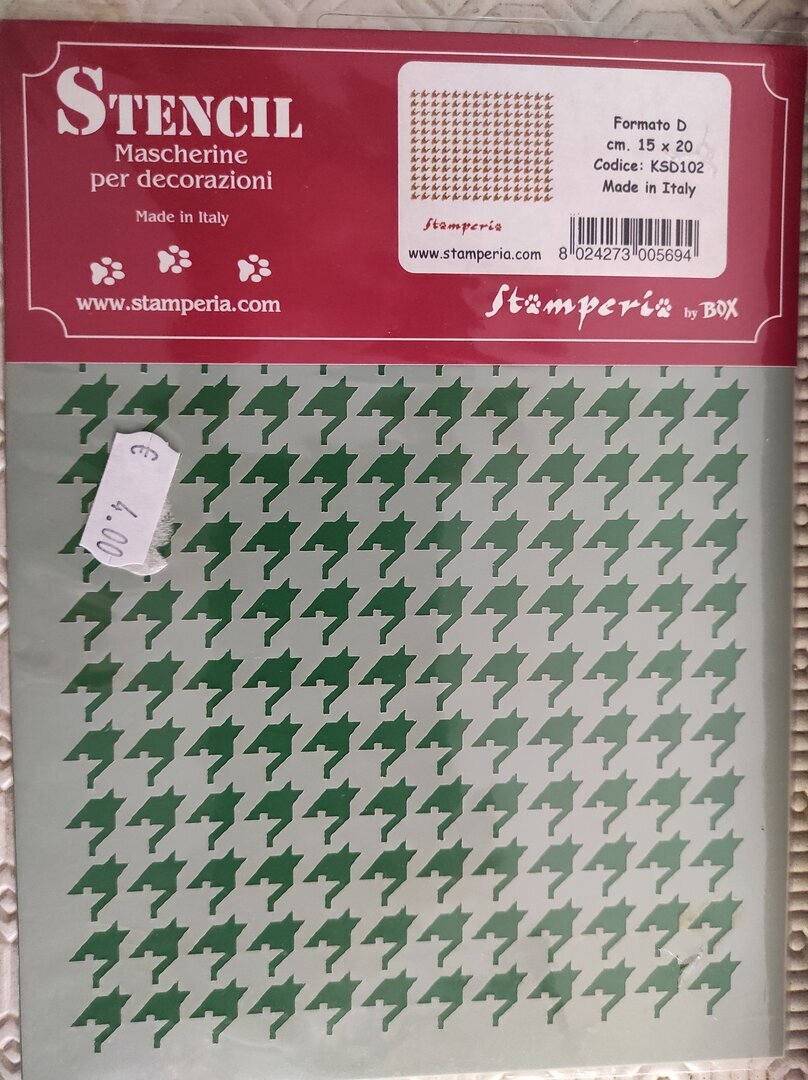 STENCIL
Mascherine
per decorazioni
Made in Italy
www.stamperia.com
Formato D
cm. 15 x 20
Codice: KSD102
Made in Italy
Stamperia
www.stamperia.com
8 024273 005694
Stamperia by BOX
€ 4.00